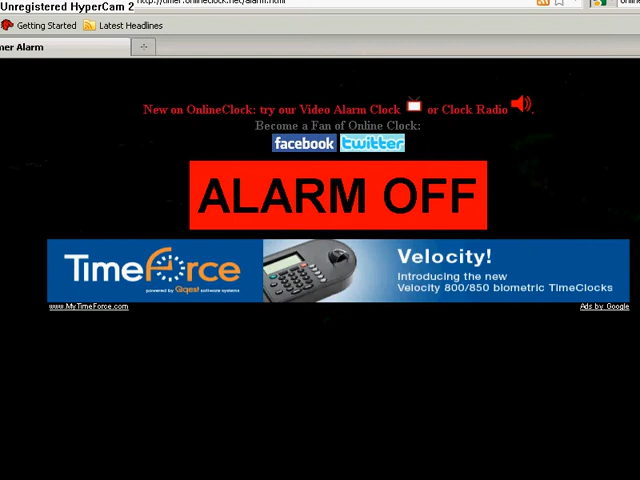 Unregistered HyperCam 2
Getting Started Latest Headlines
mer Alarm
New on OnlineClock: try our Video Alarm Clock or Clock Radio .
Become a Fan of Online Clock:
facebook twitter
ALARM OFF
TimeForce
powered by Qqest software systems
Velocity!
Introducing the new
Velocity 800/850 biometric TimeClocks
www.MyTimeForce.com Ads by Google